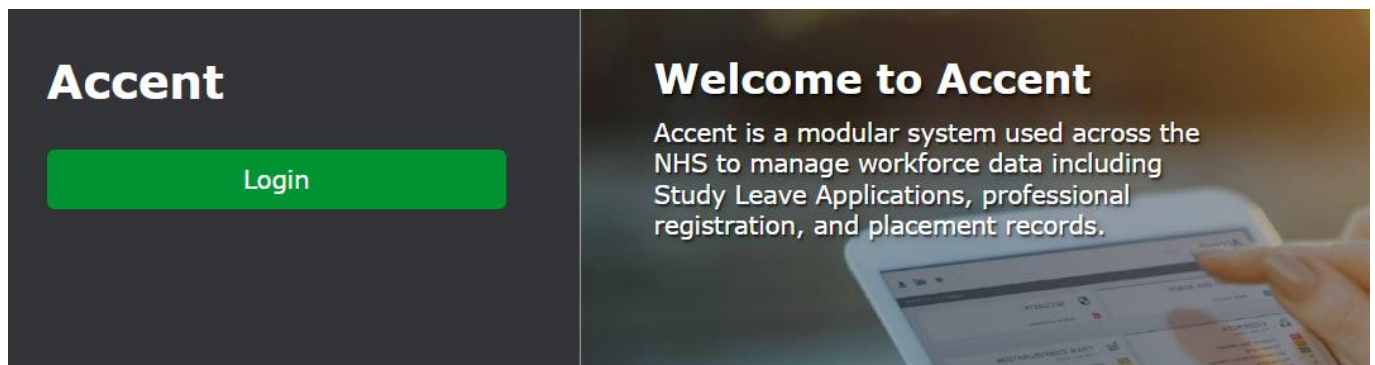 Accent
Login
Welcome to Accent
Accent is a modular system used across the
NHS to manage workforce data including
Study Leave Applications, professional
registration, and placement records.